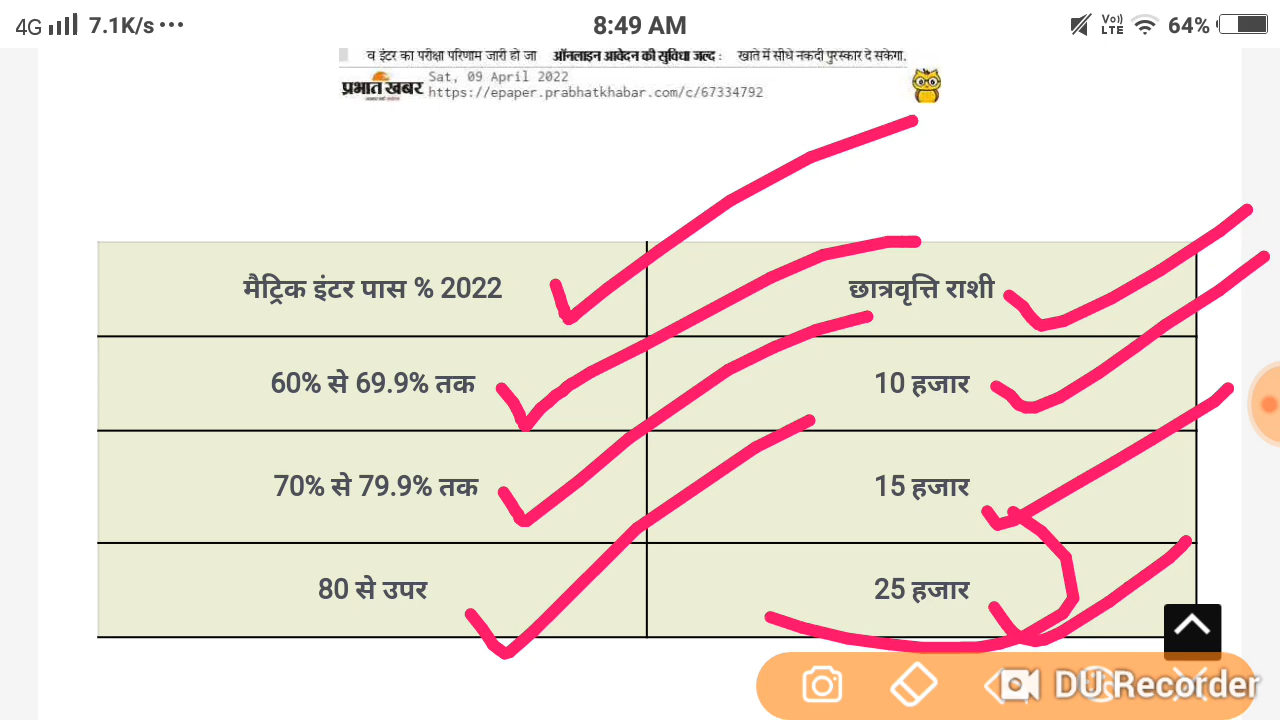 4G 7.1K/s ... 8:49 AM Vo)) LTE 64%
व इंटर का परीक्षा परिणाम जारी हो जा ऑनलाइन आवेदन की सुविधा जल्द : खाते में सीधे नकदी पुरस्कार दे सकेगा.
प्रभात खबर Sat, 09 April 2022
https://epaper.prabhatkhabar.com/c/67334792
मैट्रिक इंटर पास % 2022 छात्रवृत्ति राशी
60% से 69.9% तक 10 हजार
70% से 79.9% तक 15 हजार
80 से उपर 25 हजार
DU Recorder